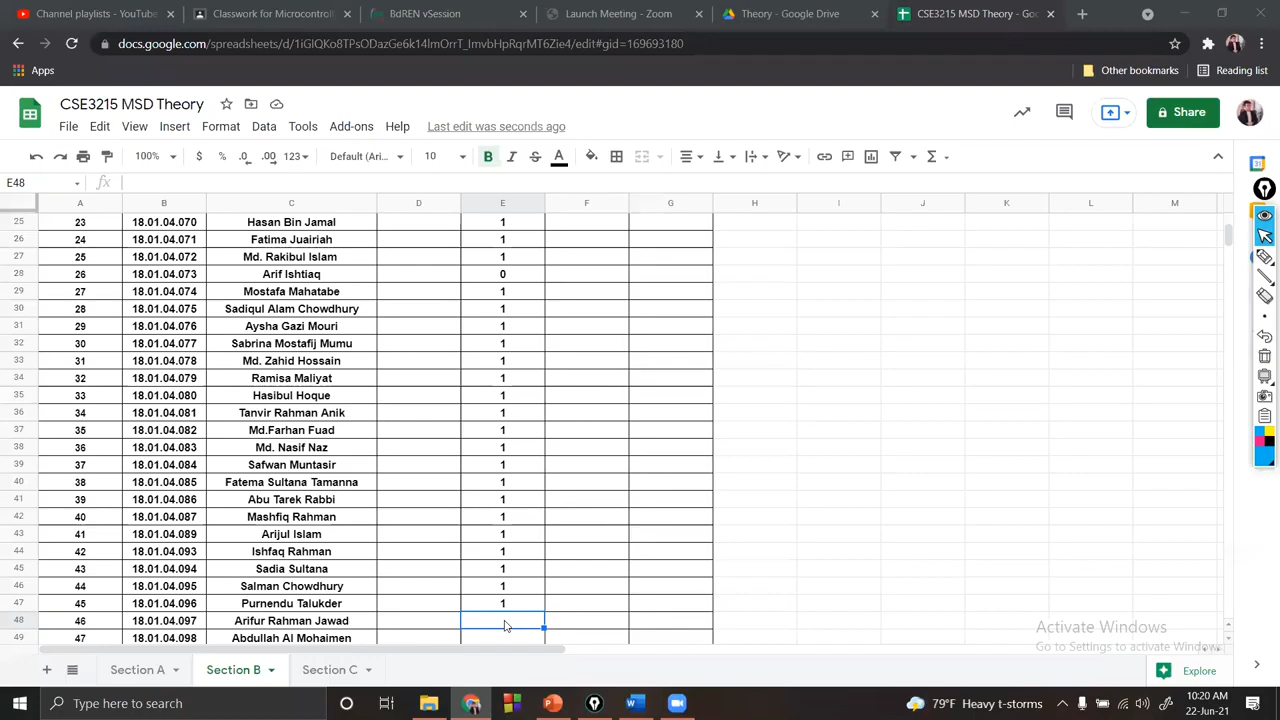 (1) YouTube
Classwork for Microcontrol
BdREN vSession
Launch Meeting - Zoom
Theory - Google Drive
CSE3215 MSD Theory - Goo
docs.google.com/spreadsheets/d/1iGlQKo8TPsODazGe6k14lmOrrT_ImvbHpRqrMT6Zie4/edit#gid=169693180
Apps
Other bookmarks
Reading list
CSE3215 MSD Theory
File Edit View Insert Format Data Tools Add-ons Help Last edit was seconds ago
Share
100% $ % .0 .00 123 Default (Ari... 10 B I S A
E48 fx
A B C D E F G H I J K L M
25 23 18.01.04.070 Hasan Bin Jamal 1
26 24 18.01.04.071 Fatima Juairiah 1
27 25 18.01.04.072 Md. Rakibul Islam 1
28 26 18.01.04.073 Arif Ishtiaq 0
29 27 18.01.04.074 Mostafa Mahatabe 1
30 28 18.01.04.075 Sadiqul Alam Chowdhury 1
31 29 18.01.04.076 Aysha Gazi Mouri 1
32 30 18.01.04.077 Sabrina Mostafij Mumu 1
33 31 18.01.04.078 Md. Zahid Hossain 1
34 32 18.01.04.079 Ramisa Maliyat 1
35 33 18.01.04.080 Hasibul Hoque 1
36 34 18.01.04.081 Tanvir Rahman Anik 1
37 35 18.01.04.082 Md.Farhan Fuad 1
38 36 18.01.04.083 Md. Nasif Naz 1
39 37 18.01.04.084 Safwan Muntasir 1
40 38 18.01.04.085 Fatema Sultana Tamanna 1
41 39 18.01.04.086 Abu Tarek Rabbi 1
42 40 18.01.04.087 Mashfiq Rahman 1
43 41 18.01.04.089 Arijul Islam 1
44 42 18.01.04.093 Ishfaq Rahman 1
45 43 18.01.04.094 Sadia Sultana 1
46 44 18.01.04.095 Salman Chowdhury 1
47 45 18.01.04.096 Purnendu Talukder 1
48 46 18.01.04.097 Arifur Rahman Jawad
49 47 18.01.04.098 Abdullah Al Mohaimen
Activate Windows
Go to Settings to activate Windows.
Section A
Section B
Section C
Explore
Type here to search
79°F Heavy t-storms
10:20 AM
22-Jun-21